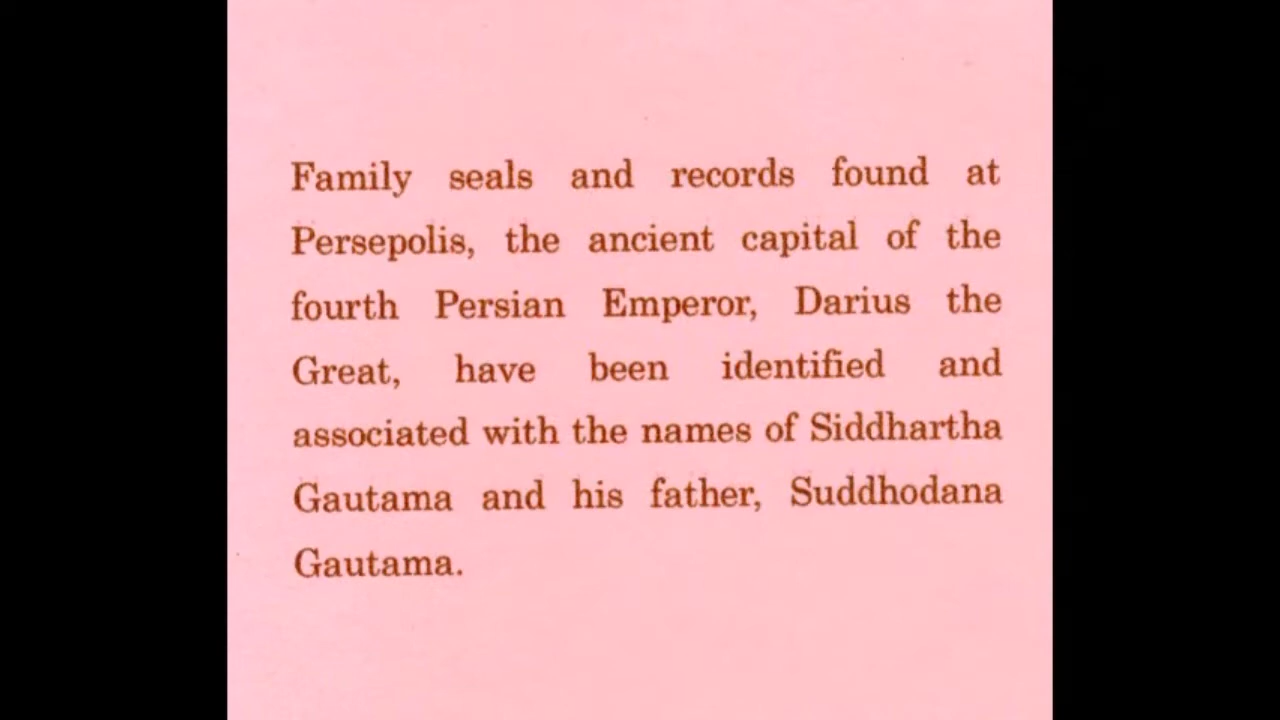 Family seals and records found at
Persepolis, the ancient capital of the
fourth Persian Emperor, Darius the
Great, have been identified and
associated with the names of Siddhartha
Gautama and his father, Suddhodana
Gautama.